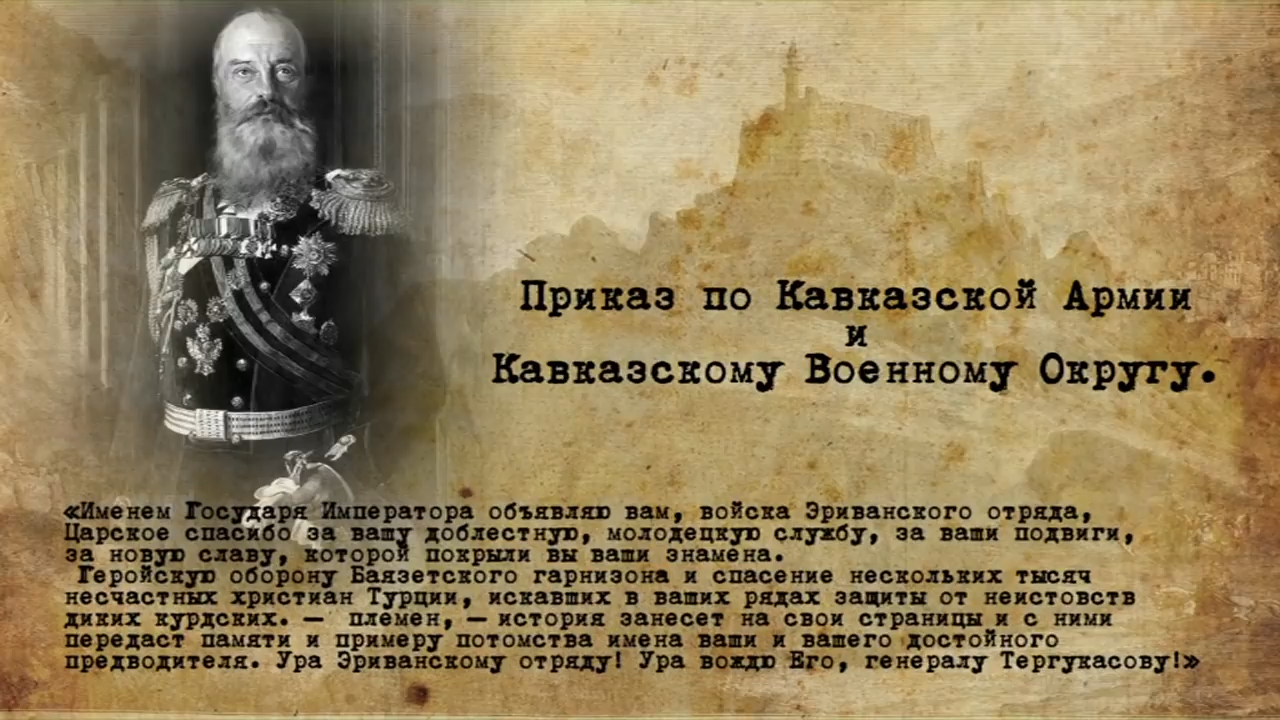 Приказ по Кавказской Армии
и
Кавказскому Военному Округу.
«Именем Государя Императора объявляю вам, войска Эриванского отряда,
Царское спасибо за вашу доблестную, молодецкую службу, за ваши подвиги,
за новую славу, которой покрыли вы ваши знамена.
Геройскую оборону Баязетского гарнизона и спасение нескольких тысяч
несчастных христиан Турции, искавших в ваших рядах защиты от неистовств
диких курдских. — племен, — история занесет на свои страницы и с ними
передаст памяти и примеру потомства имена ваши и вашего достойного
предводителя. Ура Эриванскому отряду! Ура вождю Его, генералу Тергукасову!»